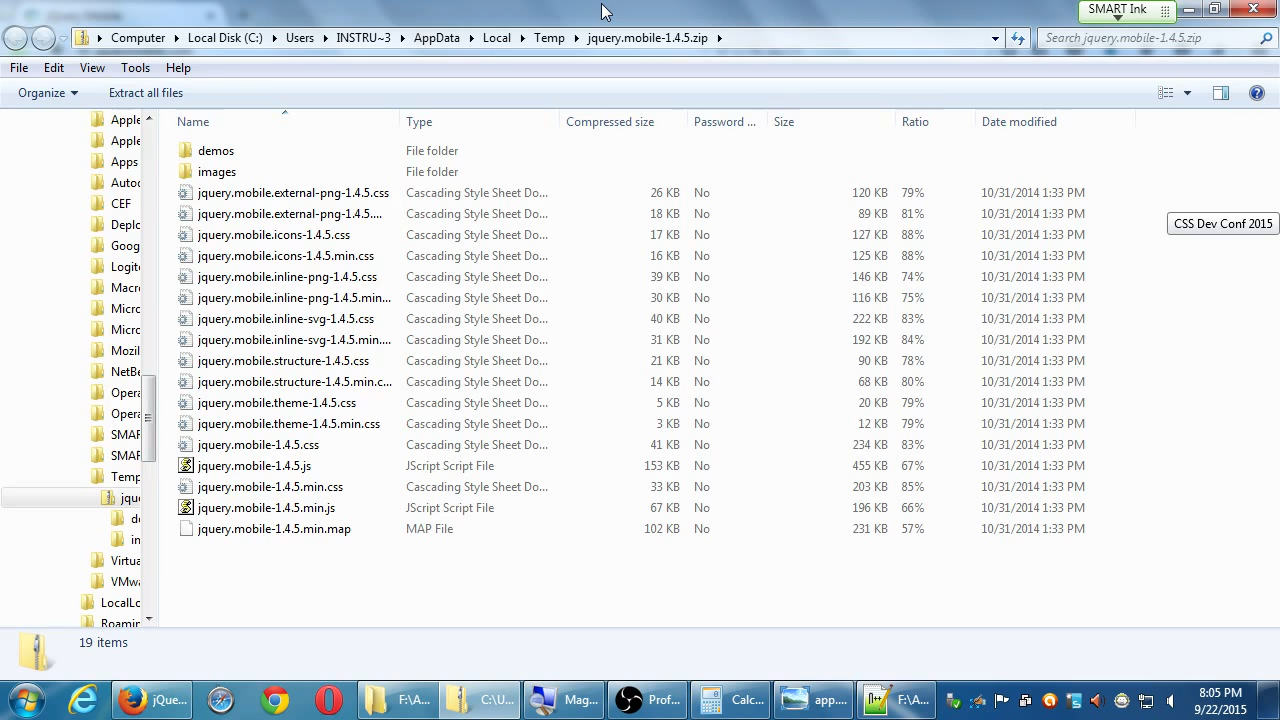 SMART Ink
Computer Local Disk (C:) Users INSTRU~3 AppData Local Temp jquery.mobile-1.4.5.zip Search jquery.mobile-1.4.5.zip
File Edit View Tools Help
Organize Extract all files
Name Type Compressed size Password ... Size Ratio Date modified
demos File folder
images File folder
jquery.mobile.external-png-1.4.5.css Cascading Style Sheet Do... 26 KB No 120 KB 79% 10/31/2014 1:33 PM
jquery.mobile.external-png-1.4.5.... Cascading Style Sheet Do... 18 KB No 89 KB 81% 10/31/2014 1:33 PM
jquery.mobile.icons-1.4.5.css Cascading Style Sheet Do... 17 KB No 127 KB 88% 10/31/2014 1:33 PM
jquery.mobile.icons-1.4.5.min.css Cascading Style Sheet Do... 16 KB No 125 KB 88% 10/31/2014 1:33 PM
jquery.mobile.inline-png-1.4.5.css Cascading Style Sheet Do... 39 KB No 146 KB 74% 10/31/2014 1:33 PM
jquery.mobile.inline-png-1.4.5.min... Cascading Style Sheet Do... 30 KB No 116 KB 75% 10/31/2014 1:33 PM
jquery.mobile.inline-svg-1.4.5.css Cascading Style Sheet Do... 40 KB No 222 KB 83% 10/31/2014 1:33 PM
jquery.mobile.inline-svg-1.4.5.min.... Cascading Style Sheet Do... 31 KB No 192 KB 84% 10/31/2014 1:33 PM
jquery.mobile.structure-1.4.5.css Cascading Style Sheet Do... 21 KB No 90 KB 78% 10/31/2014 1:33 PM
jquery.mobile.structure-1.4.5.min.c... Cascading Style Sheet Do... 14 KB No 68 KB 80% 10/31/2014 1:33 PM
jquery.mobile.theme-1.4.5.css Cascading Style Sheet Do... 5 KB No 20 KB 79% 10/31/2014 1:33 PM
jquery.mobile.theme-1.4.5.min.css Cascading Style Sheet Do... 3 KB No 12 KB 79% 10/31/2014 1:33 PM
jquery.mobile-1.4.5.css Cascading Style Sheet Do... 41 KB No 234 KB 83% 10/31/2014 1:33 PM
jquery.mobile-1.4.5.js JScript Script File 153 KB No 455 KB 67% 10/31/2014 1:33 PM
jquery.mobile-1.4.5.min.css Cascading Style Sheet Do... 33 KB No 203 KB 85% 10/31/2014 1:33 PM
jquery.mobile-1.4.5.min.js JScript Script File 67 KB No 196 KB 66% 10/31/2014 1:33 PM
jquery.mobile-1.4.5.min.map MAP File 102 KB No 231 KB 57% 10/31/2014 1:33 PM
CSS Dev Conf 2015
Apple
Apple
Apps
Autoc
CEF
Deplo
Goog
Logite
Macr
Micro
Micro
Mozil
NetBe
Opera
Opera
SMAR
SMAR
Temp
jque
de
im
Virtua
VMwa
LocalLo
Roamin
19 items
jQue... F:\A... C:\U... Mag... Prof... Calc... app.... F:\A...
8:05 PM
9/22/2015